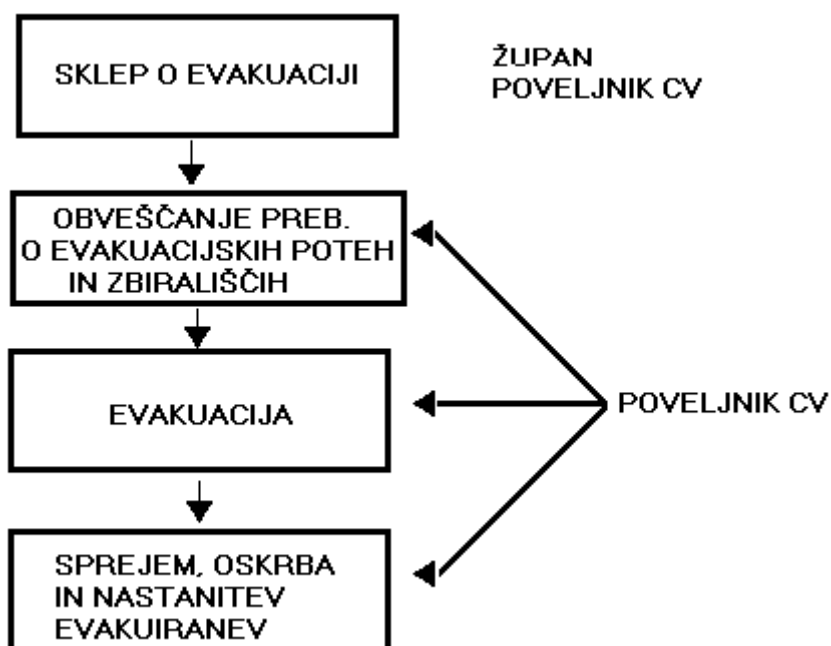 SKLEP O EVAKUACIJI
ŽUPAN
POVELJNIK CV
OBVEŠČANJE PREB.
O EVAKUACIJSKIH POTEH
IN ZBIRALIŠČIH
EVAKUACIJA
POVELJNIK CV
SPREJEM, OSKRBA
IN NASTANITEV
EVAKUIRANEV